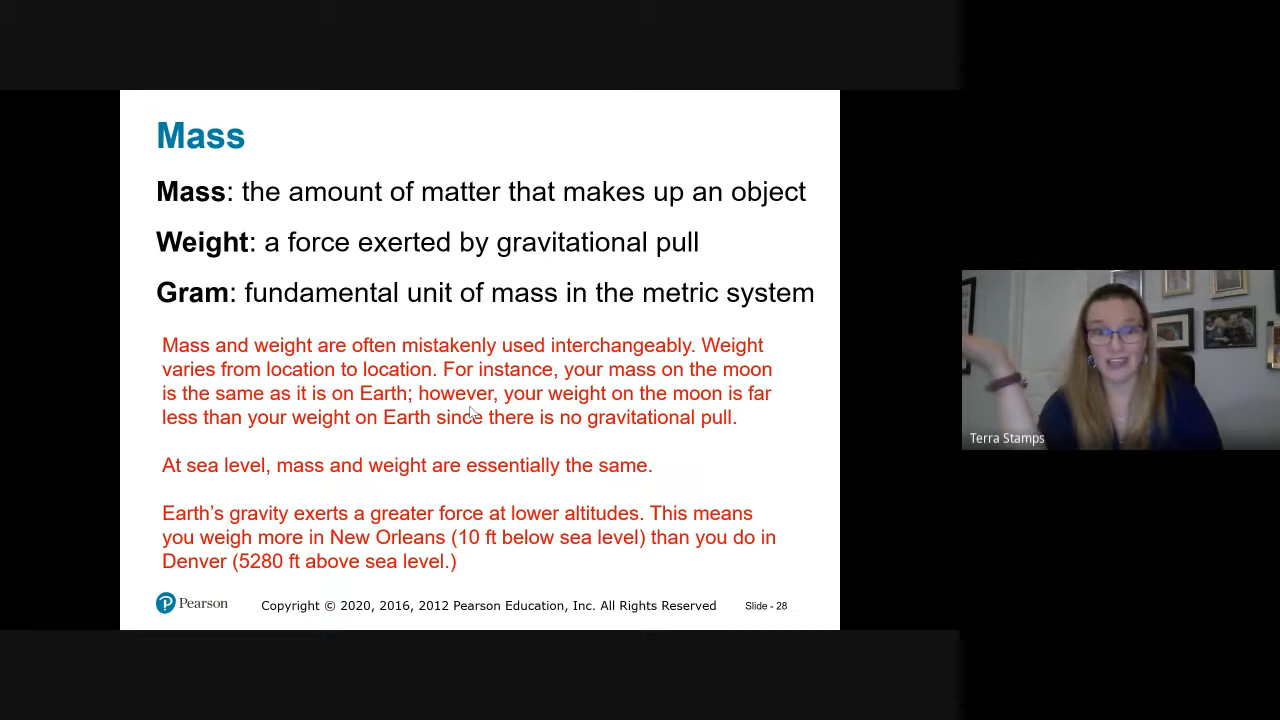 Mass
Mass: the amount of matter that makes up an object
Weight: a force exerted by gravitational pull
Gram: fundamental unit of mass in the metric system
Mass and weight are often mistakenly used interchangeably. Weight
varies from location to location. For instance, your mass on the moon
is the same as it is on Earth; however, your weight on the moon is far
less than your weight on Earth since there is no gravitational pull.
At sea level, mass and weight are essentially the same.
Earth's gravity exerts a greater force at lower altitudes. This means
you weigh more in New Orleans (10 ft below sea level) than you do in
Denver (5280 ft above sea level.)
Pearson
Copyright © 2020, 2016, 2012 Pearson Education, Inc. All Rights Reserved
Slide - 28
Terra Stamps